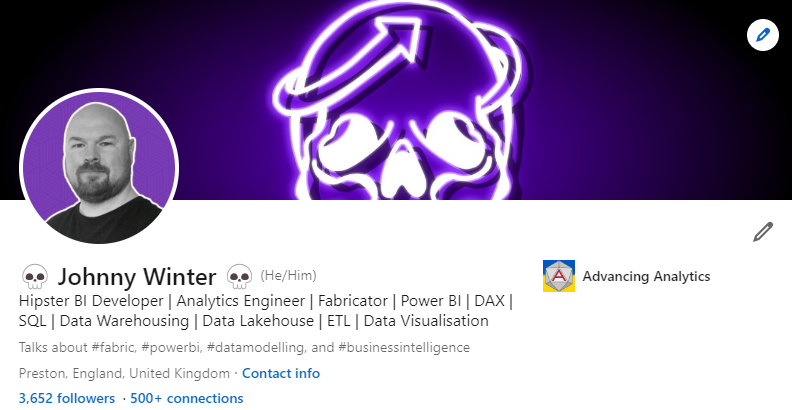 💀 Johnny Winter 💀 (He/Him)
Hipster BI Developer | Analytics Engineer | Fabricator | Power BI | DAX |
SQL | Data Warehousing | Data Lakehouse | ETL | Data Visualisation
Talks about #fabric, #powerbi, #datamodelling, and #businessintelligence
Preston, England, United Kingdom · Contact info
3,652 followers · 500+ connections
A
Advancing Analytics